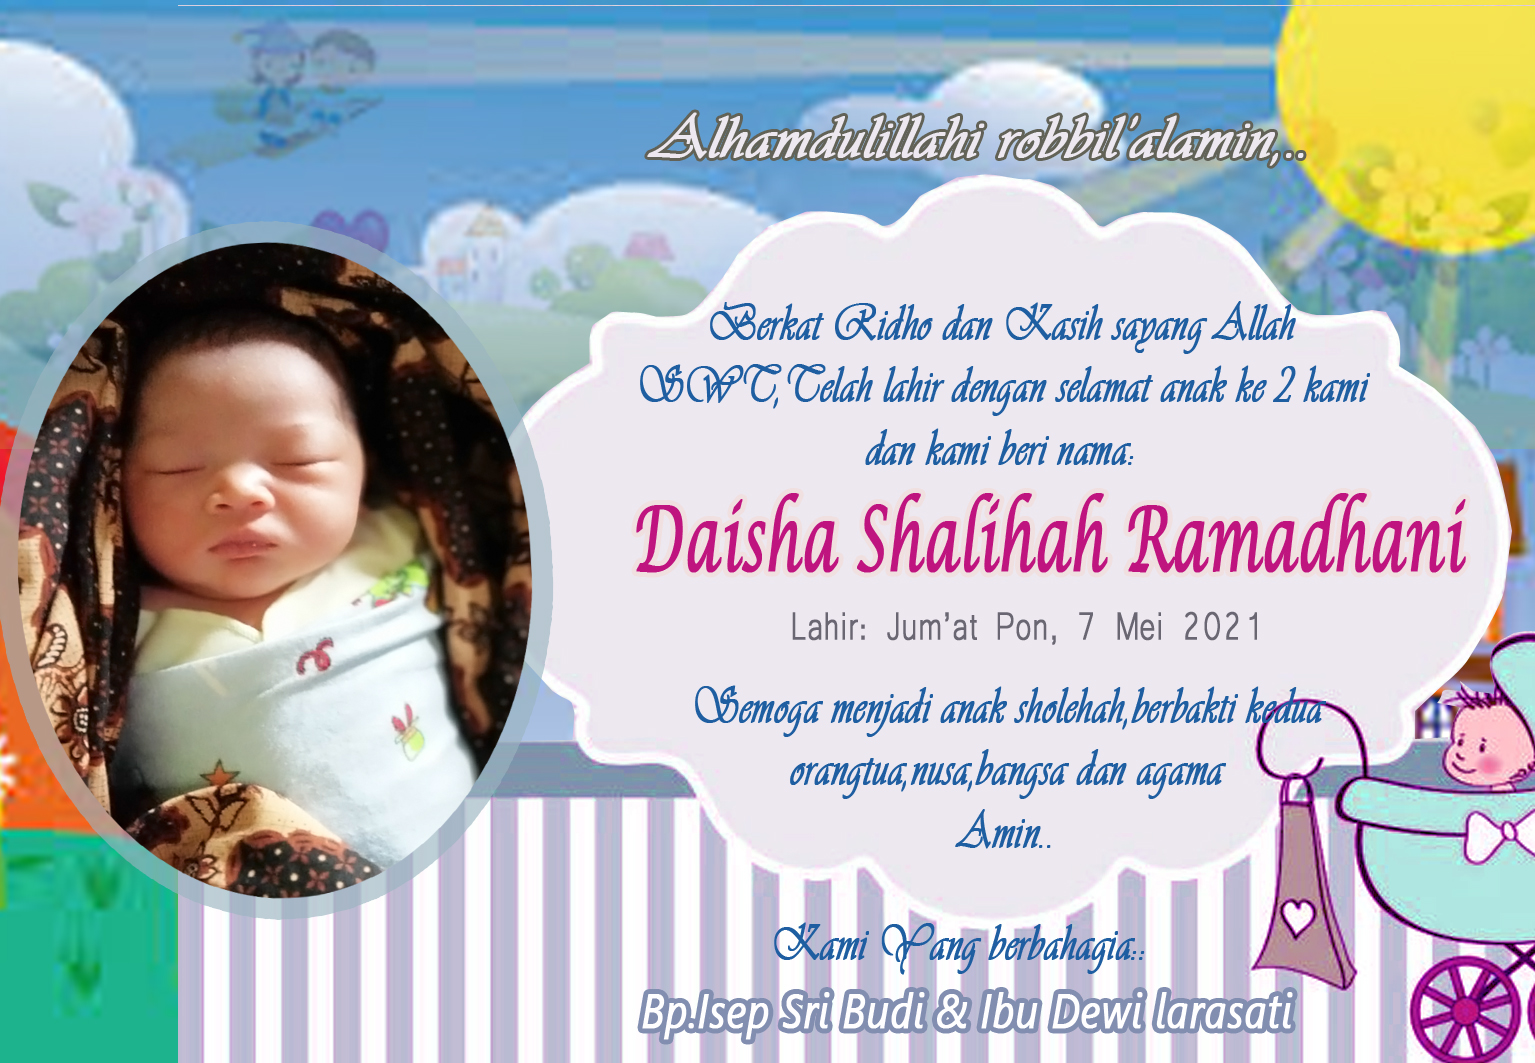 Alhamdulillahi robbil'alamin,..
Berkat Ridho dan Kasih sayang Allah
SWT,Telah lahir dengan selamat anak ke 2 kami
dan kami beri nama:
Daisha Shalihah Ramadhani
Lahir: Jum'at Pon, 7 Mei 2021
Semoga menjadi anak sholehah,berbakti kedua
orangtua,nusa,bangsa dan agama
Amin..
Kami Yang berbahagia::
Bp.Isep Sri Budi & Ibu Dewi larasati